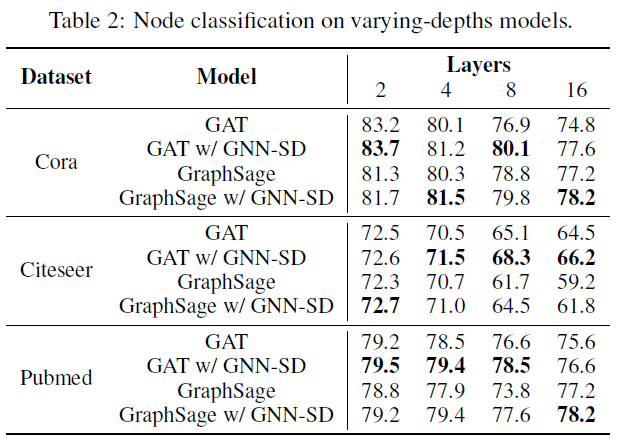 Table 2: Node classification on varying-depths models.
Dataset Model Layers
2 4 8 16
Cora
GAT 83.2 80.1 76.9 74.8
GAT w/ GNN-SD 83.7 81.2 80.1 77.6
GraphSage 81.3 80.3 78.8 77.2
GraphSage w/ GNN-SD 81.7 81.5 79.8 78.2
Citeseer
GAT 72.5 70.5 65.1 64.5
GAT w/ GNN-SD 72.6 71.5 68.3 66.2
GraphSage 72.3 70.7 61.7 59.2
GraphSage w/ GNN-SD 72.7 71.0 64.5 61.8
Pubmed
GAT 79.2 78.5 76.6 75.6
GAT w/ GNN-SD 79.5 79.4 78.5 76.6
GraphSage 78.8 77.9 73.8 77.2
GraphSage w/ GNN-SD 79.2 79.4 77.6 78.2